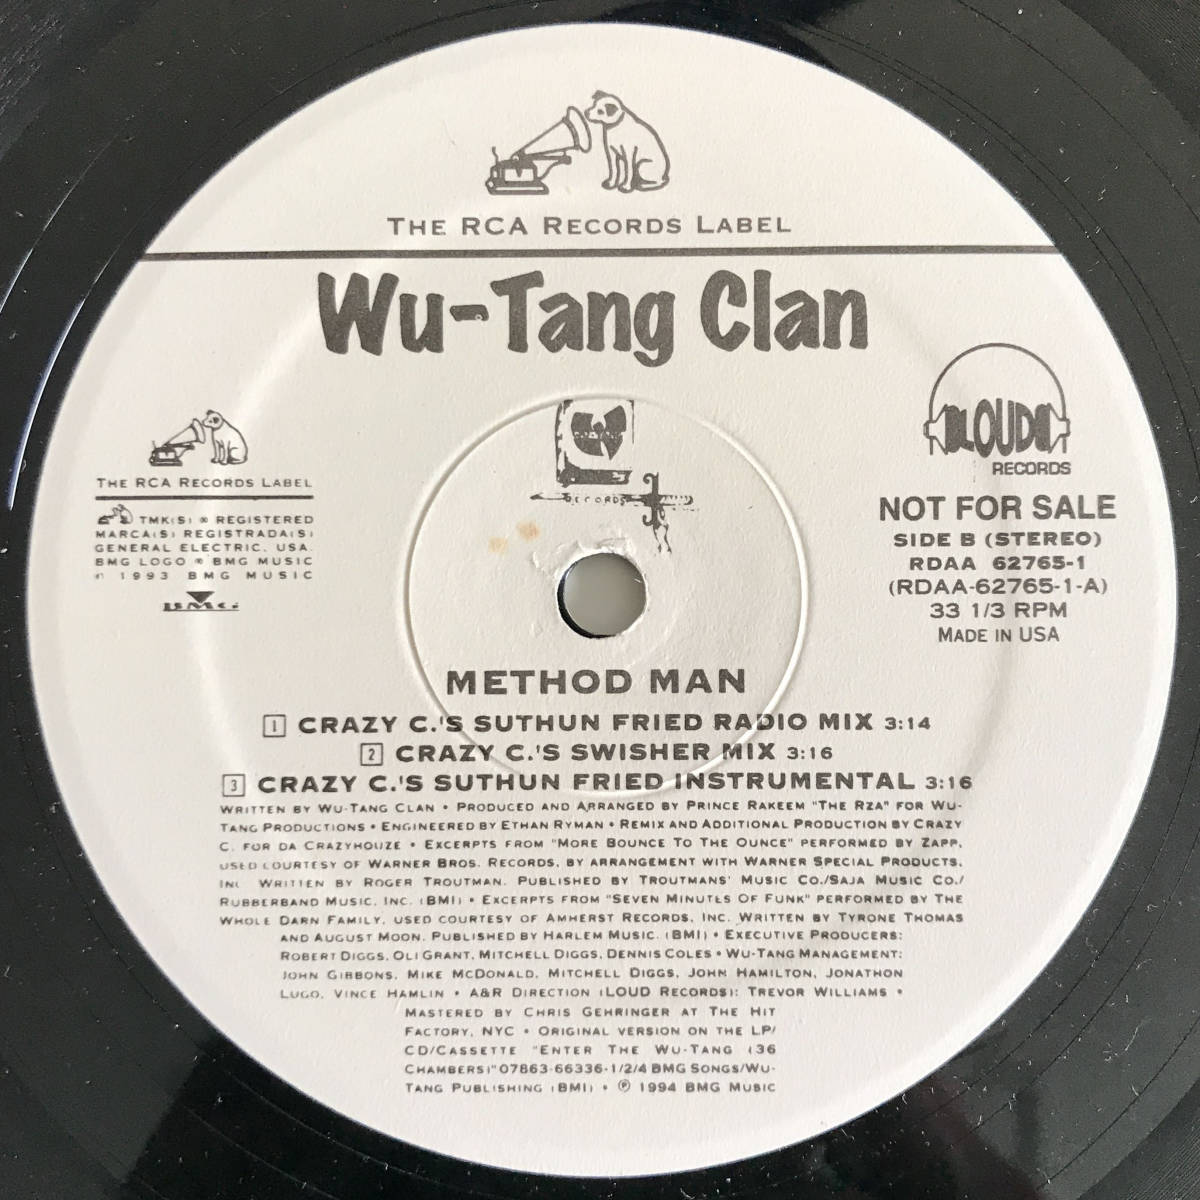 THE RCA RECORDS LABEL
Wu-Tang Clan
LOUD
RECORDS
THE RCA RECORDS LABEL
TMK(S) ® REGISTERED
MARCA(S) REGISTRADA(S)
GENERAL ELECTRIC, USA.
BMG LOGO ® BMG MUSIC
© 1993 BMG MUSIC
BMG
RECORDS
NOT FOR SALE
SIDE B (STEREO)
RDAA 62765-1
(RDAA-62765-1-A)
33 1/3 RPM
MADE IN USA
METHOD MAN
1 CRAZY C.'S SUTHUN FRIED RADIO MIX 3:14
2 CRAZY C.'S SWISHER MIX 3:16
3 CRAZY C.'S SUTHUN FRIED INSTRUMENTAL 3:16
WRITTEN BY WU-TANG CLAN • PRODUCED AND ARRANGED BY PRINCE RAKEEM "THE RZA" FOR WU-
TANG PRODUCTIONS • ENGINEERED BY ETHAN RYMAN • REMIX AND ADDITIONAL PRODUCTION BY CRAZY
C. FOR DA CRAZYHOUZE • EXCERPTS FROM "MORE BOUNCE TO THE OUNCE" PERFORMED BY ZAPP,
USED COURTESY OF WARNER BROS. RECORDS, BY ARRANGEMENT WITH WARNER SPECIAL PRODUCTS,
INC. WRITTEN BY ROGER TROUTMAN. PUBLISHED BY TROUTMANS' MUSIC CO./SAJA MUSIC CO./
RUBBERBAND MUSIC, INC. (BMI) • EXCERPTS FROM "SEVEN MINUTES OF FUNK" PERFORMED BY THE
WHOLE DARN FAMILY, USED COURTESY OF AMHERST RECORDS, INC. WRITTEN BY TYRONE THOMAS
AND AUGUST MOON. PUBLISHED BY HARLEM MUSIC. (BMI) • EXECUTIVE PRODUCERS:
ROBERT DIGGS, OLI GRANT, MITCHELL DIGGS, DENNIS COLES • WU-TANG MANAGEMENT:
JOHN GIBBONS, MIKE MCDONALD, MITCHELL DIGGS, JOHN HAMILTON, JONATHON
LUGO, VINCE HAMLIN • A&R DIRECTION (LOUD RECORDS): TREVOR WILLIAMS •
MASTERED BY CHRIS GEHRINGER AT THE HIT
FACTORY, NYC • ORIGINAL VERSION ON THE LP/
CD/CASSETTE "ENTER THE WU-TANG (36
CHAMBERS)" 07863-66336-1/2/4 BMG SONGS/WU-
TANG PUBLISHING (BMI) • ℗ 1994 BMG MUSIC